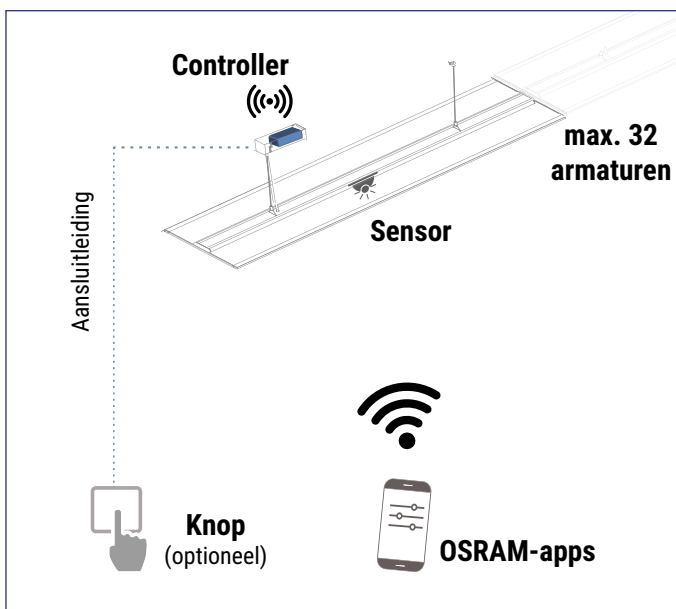 Controller
max. 32
armaturen
Sensor
Aansluitleiding
Knop
(optioneel)
OSRAM-apps